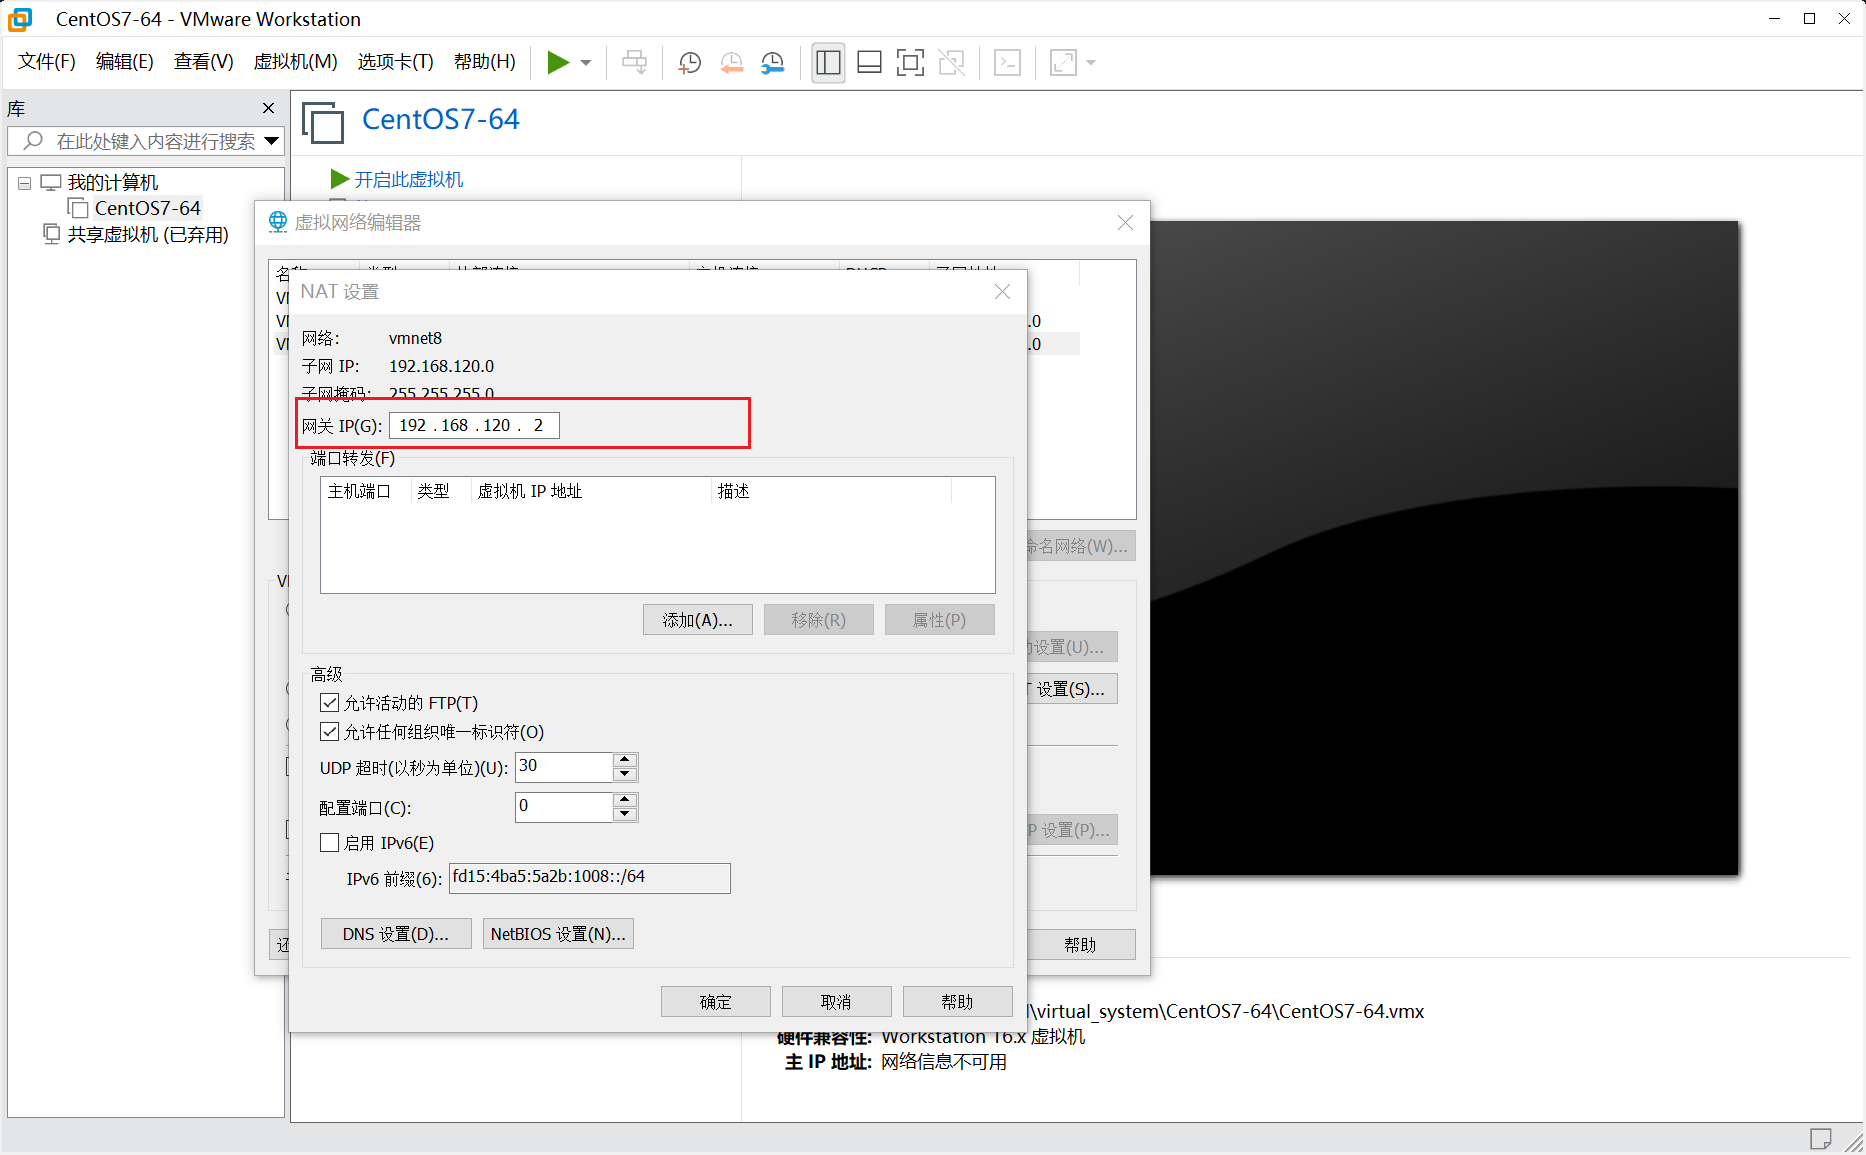 CentOS7-64 - VMware Workstation
文件(F) 编辑(E) 查看(V) 虚拟机(M) 选项卡(T) 帮助(H)
库
在此处键入内容进行搜索
我的计算机
CentOS7-64
共享虚拟机 (已弃用)
CentOS7-64
开启此虚拟机
虚拟网络编辑器
NAT 设置
.0
.0
网络: vmnet8
子网 IP: 192.168.120.0
子网掩码: 255.255.255.0
网关 IP(G): 192 . 168 . 120 . 2
端口转发(F)
主机端口 类型 虚拟机 IP 地址 描述
命名网络(W)...
添加(A)... 移除(R) 属性(P)
设置(U)...
高级
设置(S)...
允许活动的 FTP(T)
允许任何组织唯一标识符(O)
UDP 超时(以秒为单位)(U): 30
配置端口(C): 0
P 设置(P)...
启用 IPv6(E)
IPv6 前缀(6): fd15:4ba5:5a2b:1008::/64
DNS 设置(D)... NetBIOS 设置(N)...
还
帮助
确定 取消 帮助
\virtual_system\CentOS7-64\CentOS7-64.vmx
硬件兼容性: Workstation 16.x 虚拟机
主 IP 地址: 网络信息不可用